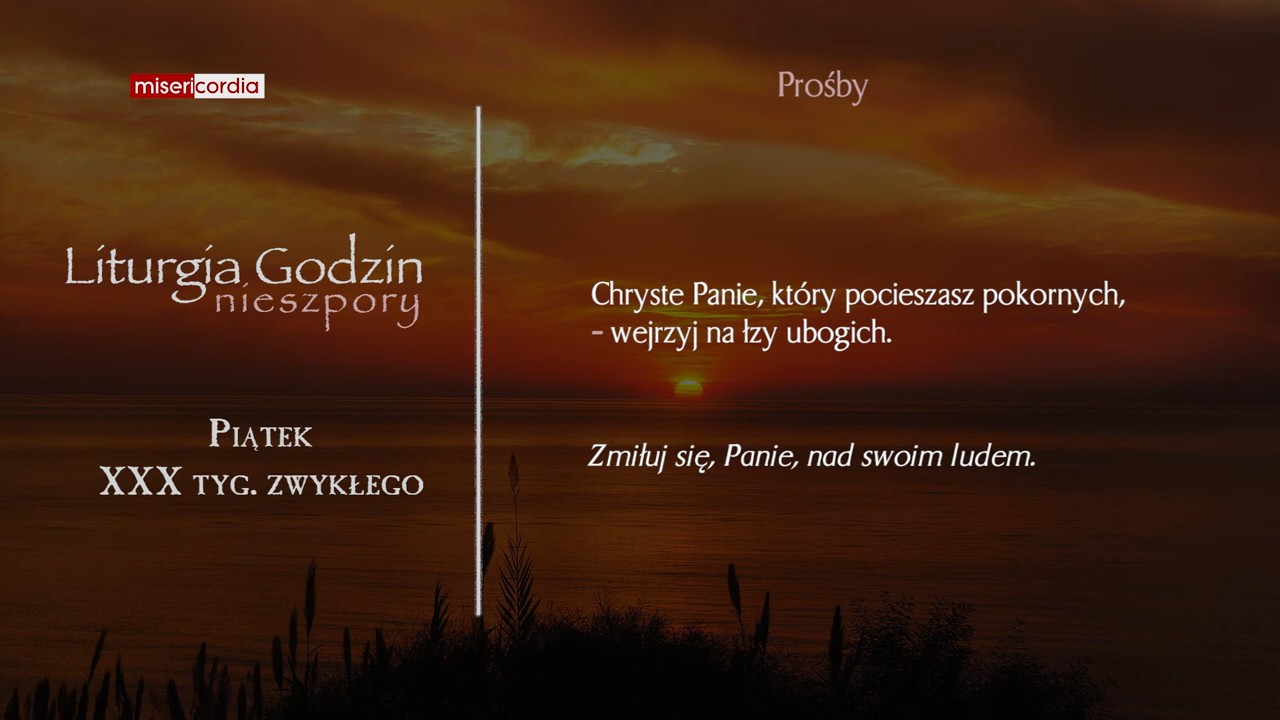 misericordia
Liturgia Godzin
nieszpory
Piątek
XXX tyg. zwykłego
Prośby
Chryste Panie, który pocieszasz pokornych,
- wejrzyj na łzy ubogich.
Zmiłuj się, Panie, nad swoim ludem.